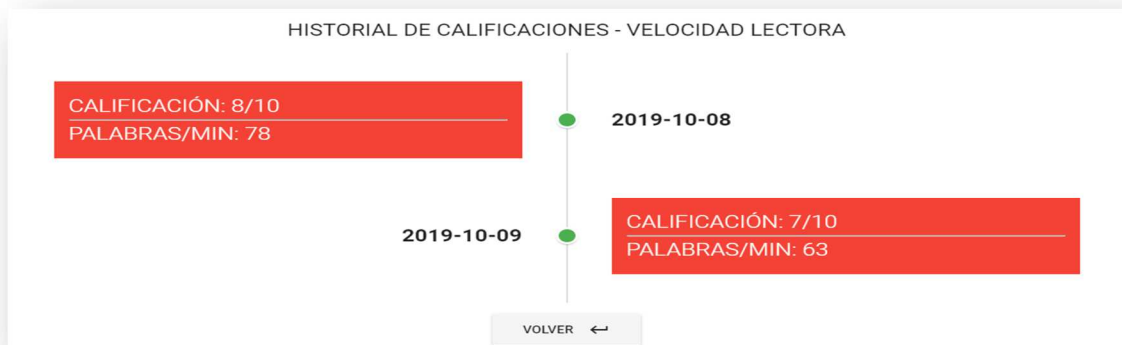 HISTORIAL DE CALIFICACIONES - VELOCIDAD LECTORA
CALIFICACIÓN: 8/10
PALABRAS/MIN: 78
2019-10-08
2019-10-09
CALIFICACIÓN: 7/10
PALABRAS/MIN: 63
VOLVER